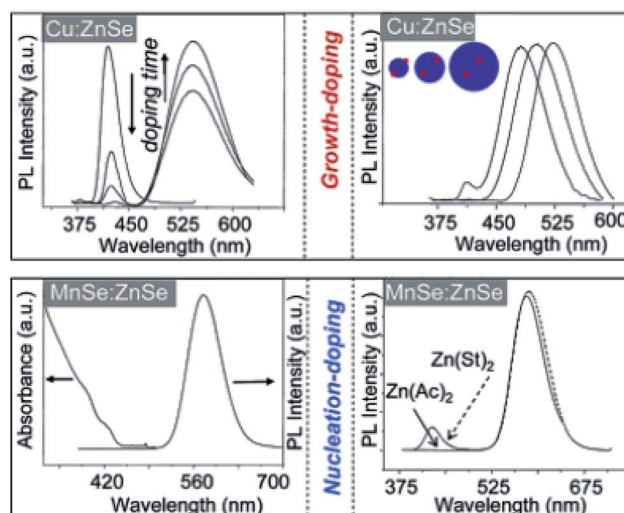 Cu:ZnSe
PL Intensity (a.u.)
doping time
375 450 525 600
Wavelength (nm)
Growth-doping
Cu:ZnSe
PL Intensity (a.u.)
375 450 525 600
Wavelength (nm)
MnSe:ZnSe
Absorbance (a.u.)
PL Intensity (a.u.)
420 560 700
Wavelength (nm)
Nucleation-doping
MnSe:ZnSe
Zn(St)2
Zn(Ac)2
375 525 675
Wavelength (nm)